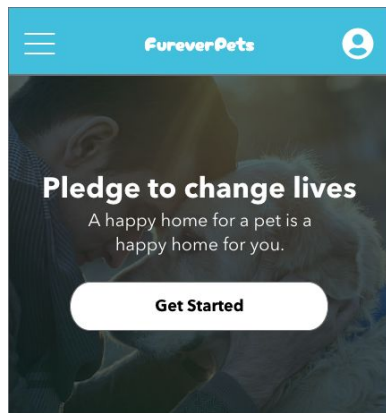 FureverPets
Pledge to change lives
A happy home for a pet is a
happy home for you.
Get Started